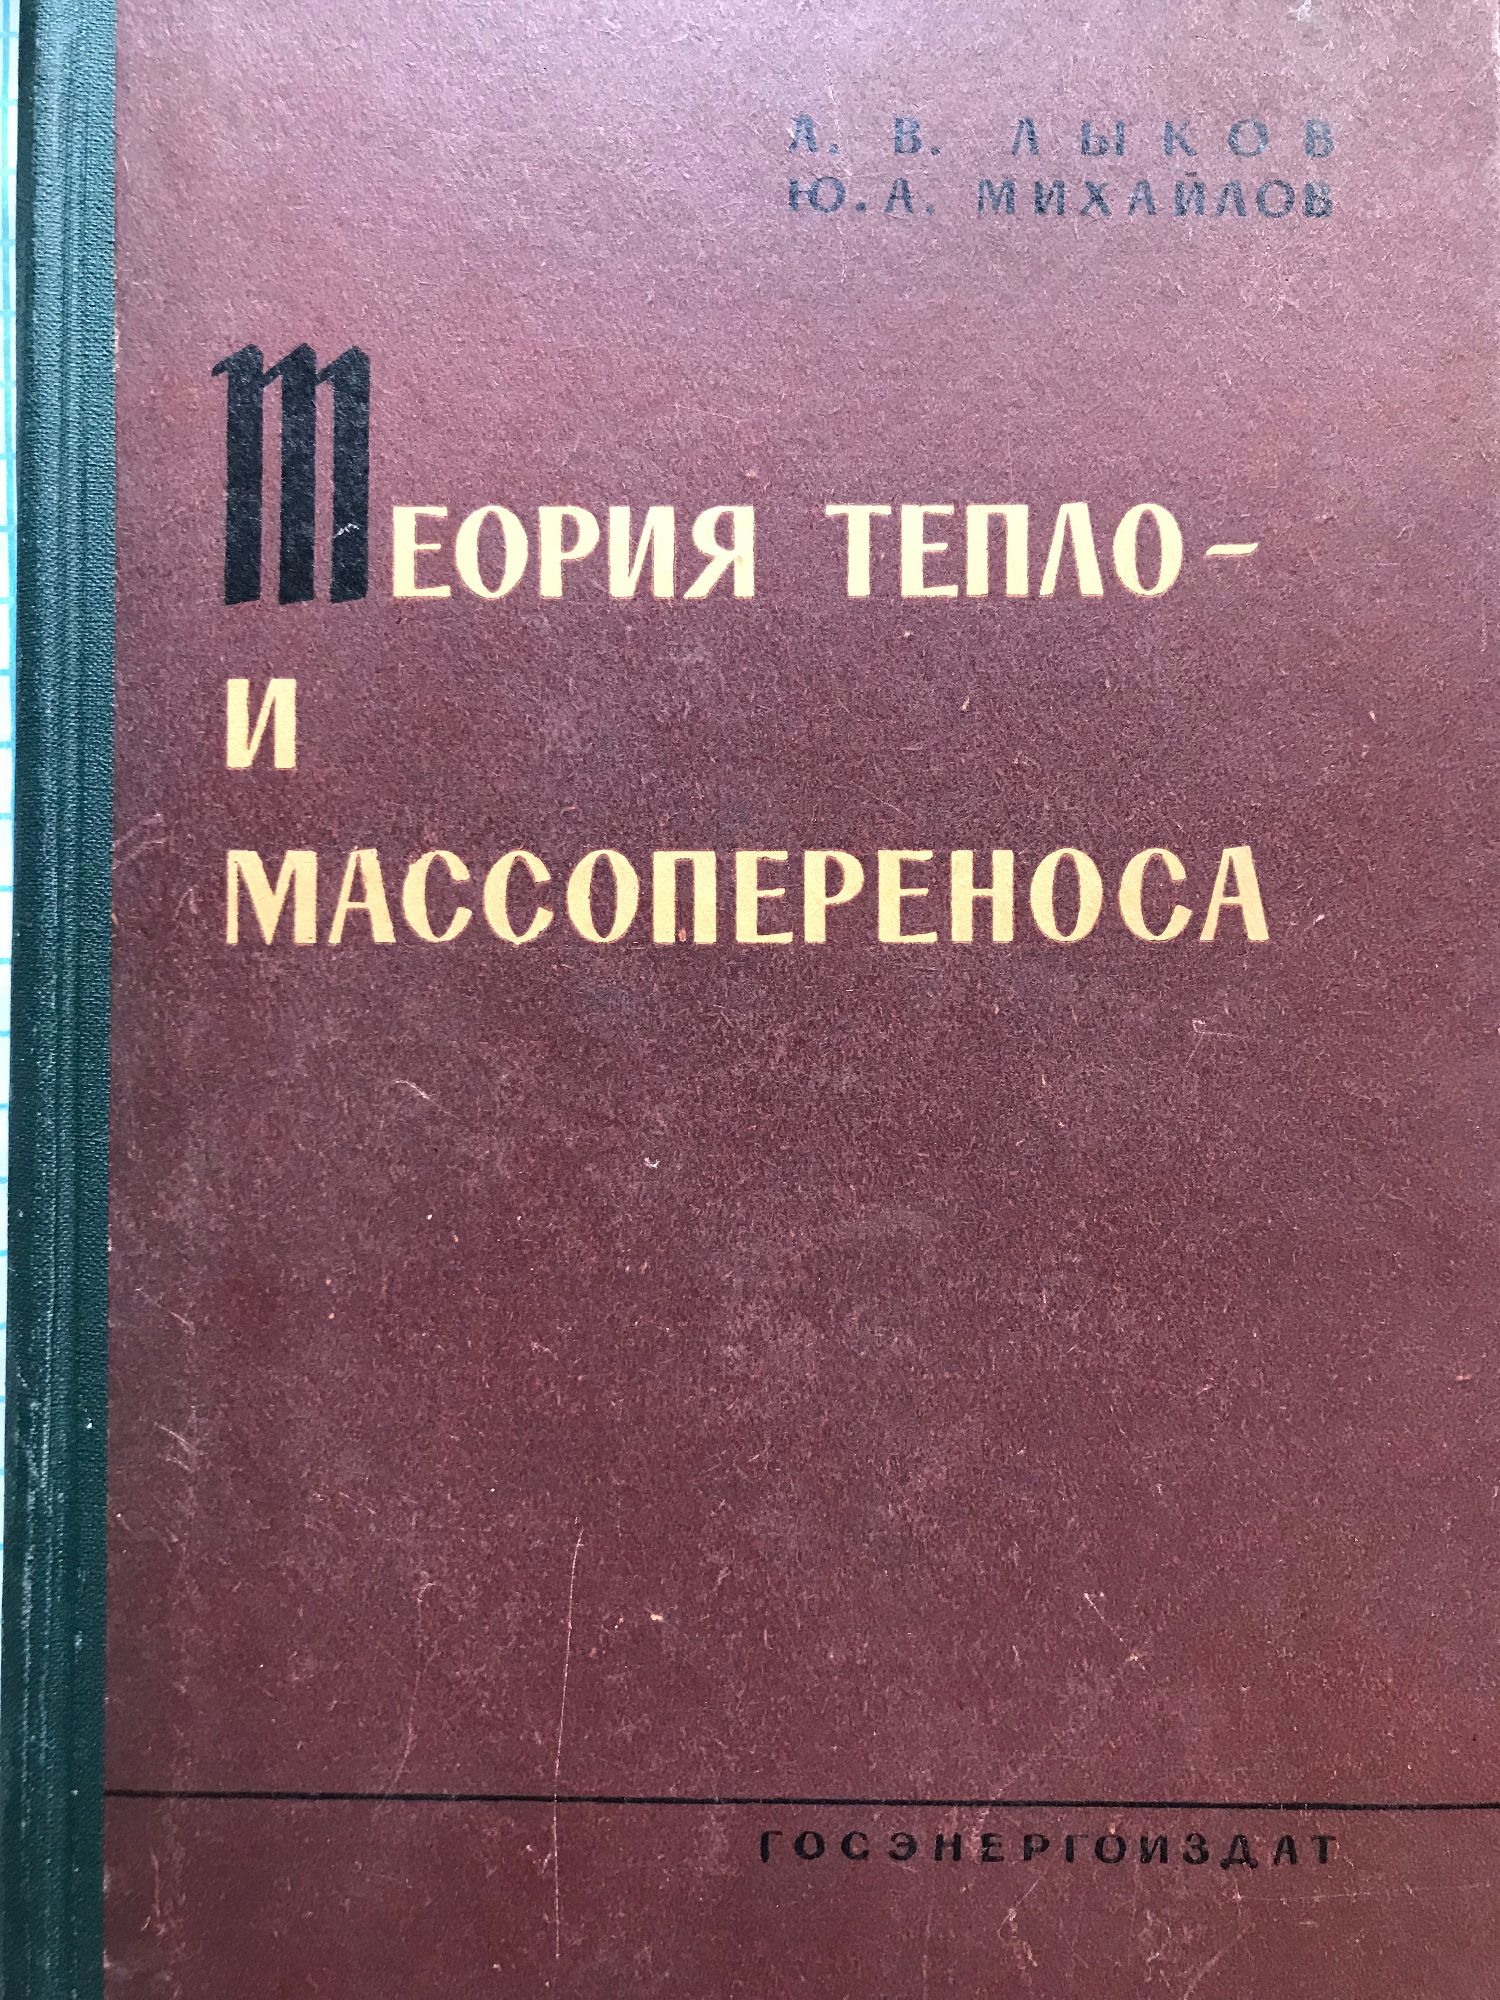 А. В. ЛЫКОВ
Ю. А. МИХАЙЛОВ
ТЕОРИЯ ТЕПЛО-
И
МАССОПЕРЕНОСА
ГОСЭНЕРГОИЗДАТ